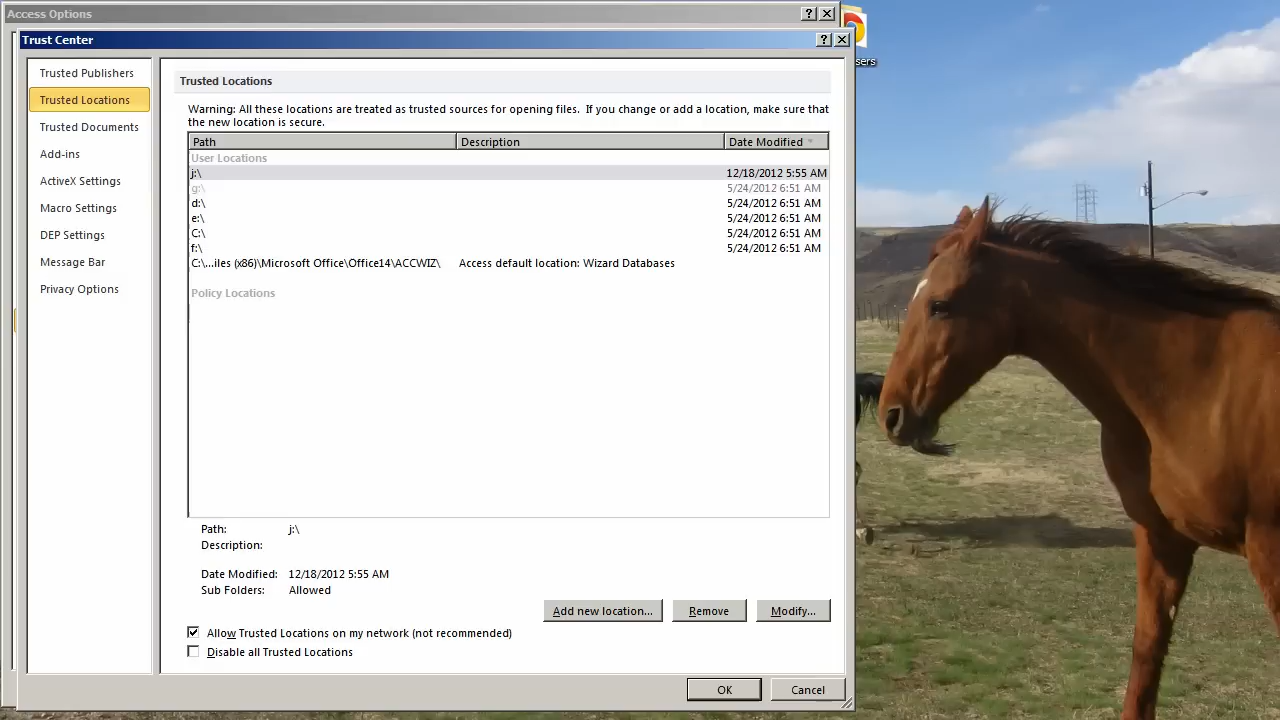 Access Options
Trust Center
sers
Trusted Publishers
Trusted Locations
Trusted Documents
Add-ins
ActiveX Settings
Macro Settings
DEP Settings
Message Bar
Privacy Options
Trusted Locations
Warning: All these locations are treated as trusted sources for opening files. If you change or add a location, make sure that
the new location is secure.
Path Description Date Modified
User Locations
j:\ 12/18/2012 5:55 AM
g:\ 5/24/2012 6:51 AM
d:\ 5/24/2012 6:51 AM
e:\ 5/24/2012 6:51 AM
C:\ 5/24/2012 6:51 AM
f:\ 5/24/2012 6:51 AM
C:\...iles (x86)\Microsoft Office\Office14\ACCWIZ\ Access default location: Wizard Databases
Policy Locations
Path: j:\
Description:
Date Modified: 12/18/2012 5:55 AM
Sub Folders: Allowed
Add new location... Remove Modify...
Allow Trusted Locations on my network (not recommended)
Disable all Trusted Locations
OK Cancel